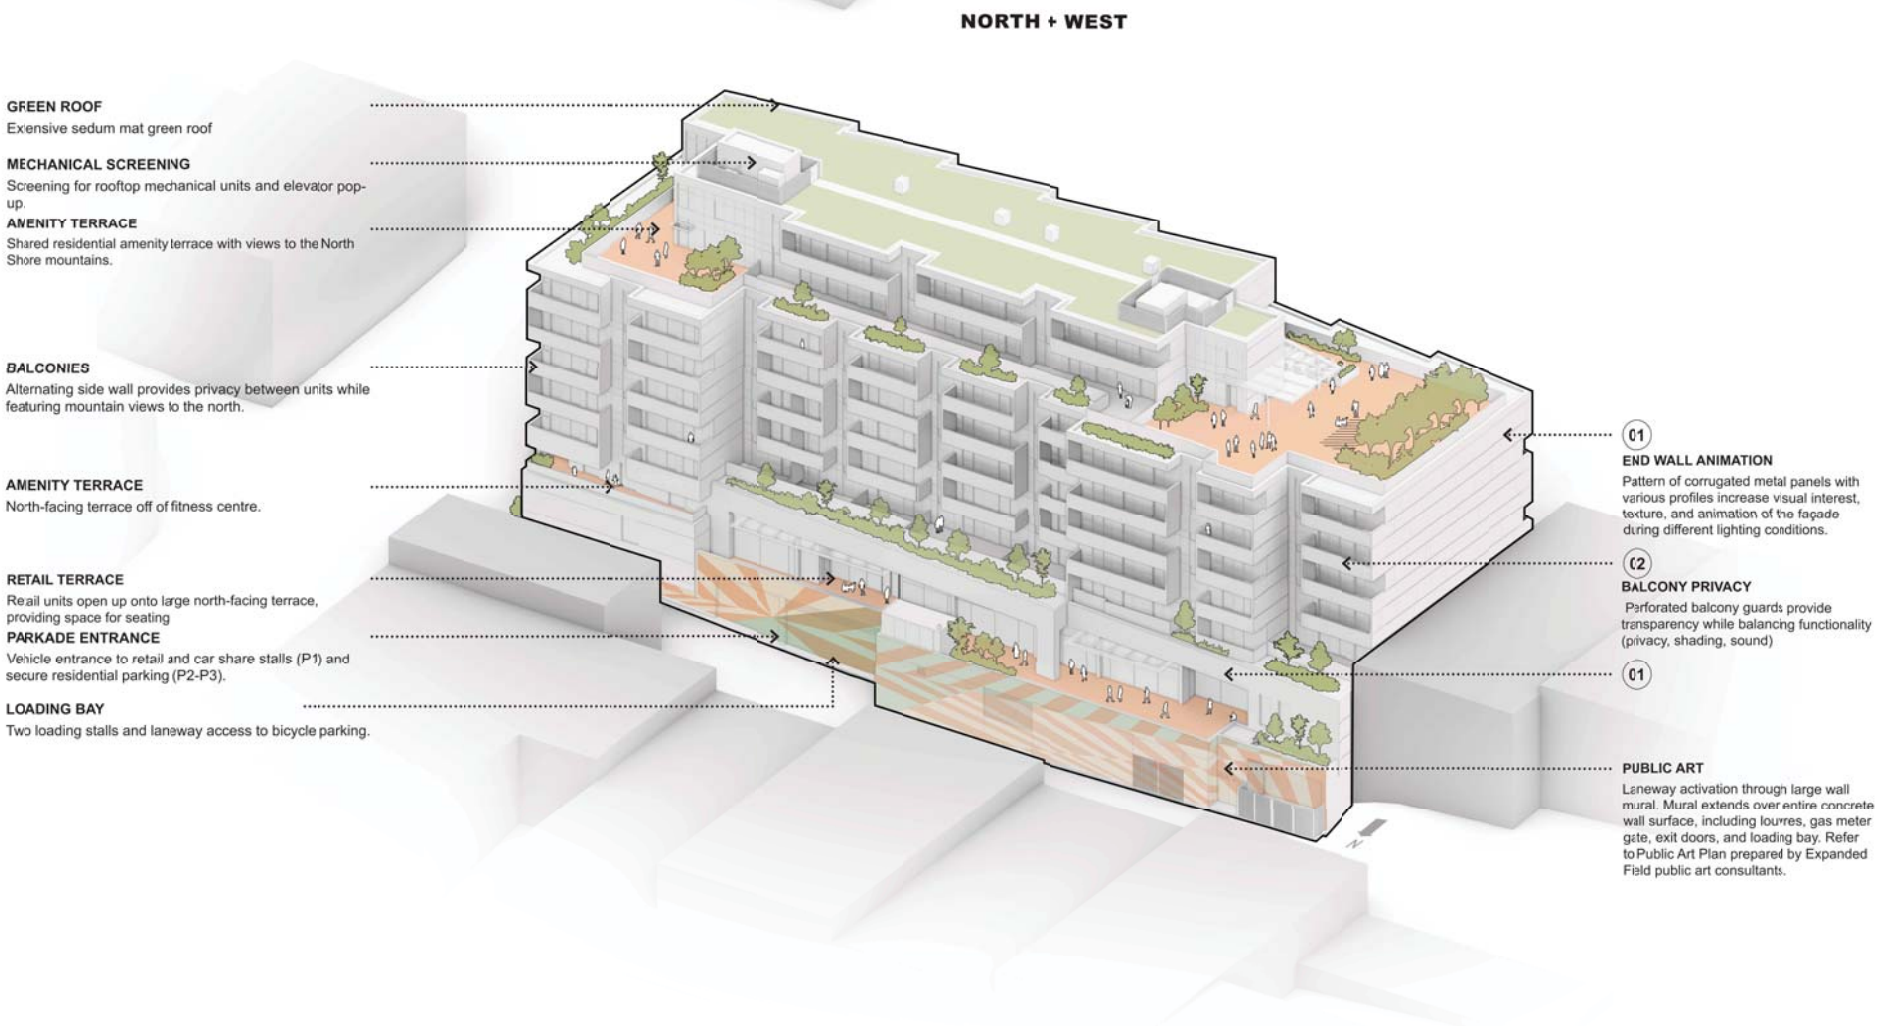 NORTH + WEST
GREEN ROOF
Extensive sedum mat green roof
MECHANICAL SCREENING
Screening for rooftop mechanical units and elevator pop-
up.
AMENITY TERRACE
Shared residential amenity terrace with views to the North
Shore mountains.
BALCONIES
Alternating side wall provides privacy between units while
featuring mountain views to the north.
AMENITY TERRACE
North-facing terrace off of fitness centre.
RETAIL TERRACE
Retail units open up onto large north-facing terrace,
providing space for seating
PARKADE ENTRANCE
Vehicle entrance to retail and car share stalls (P1) and
secure residential parking (P2-P3).
LOADING BAY
Two loading stalls and laneway access to bicycle parking.
01
END WALL ANIMATION
Pattern of corrugated metal panels with
various profiles increase visual interest,
texture, and animation of the façade
during different lighting conditions.
02
BALCONY PRIVACY
Perforated balcony guards provide
transparency while balancing functionality
(privacy, shading, sound)
01
PUBLIC ART
Laneway activation through large wall
mural. Mural extends over entire concrete
wall surface, including louvres, gas meter
gate, exit doors, and loading bay. Refer
to Public Art Plan prepared by Expanded
Field public art consultants.
N